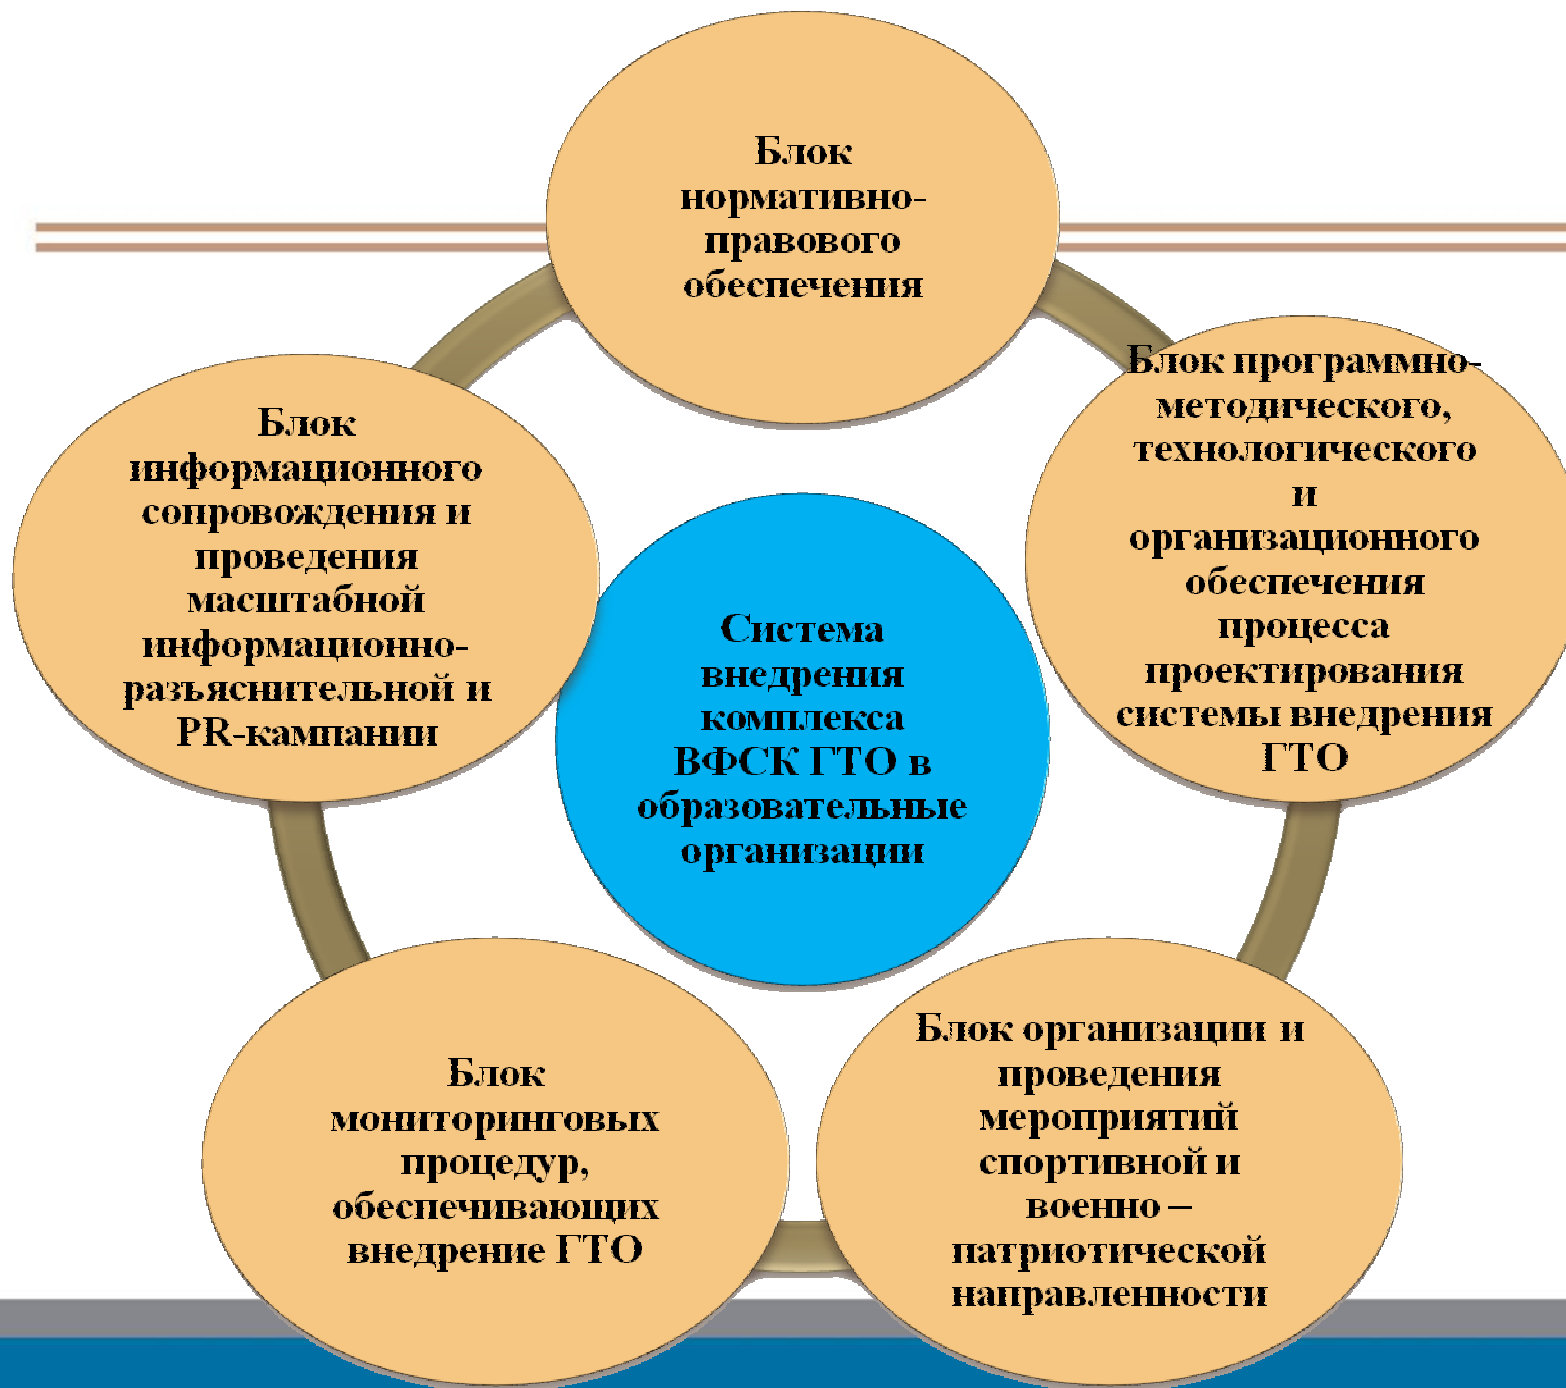 Блок
нормативно-
правового
обеспечения
Блок программно-
методического,
технологического
и
организационного
обеспечения
процесса
проектирования
системы внедрения
ГТО
Блок
информационного
сопровождения и
проведения
масштабной
информационно-
разъяснительной и
PR-кампании
Система
внедрения
комплекса
ВФСК ГТО в
образовательные
организации
Блок организации и
проведения
мероприятий
спортивной и
военно –
патриотической
направленности
Блок
мониторинговых
процедур,
обеспечивающих
внедрение ГТО